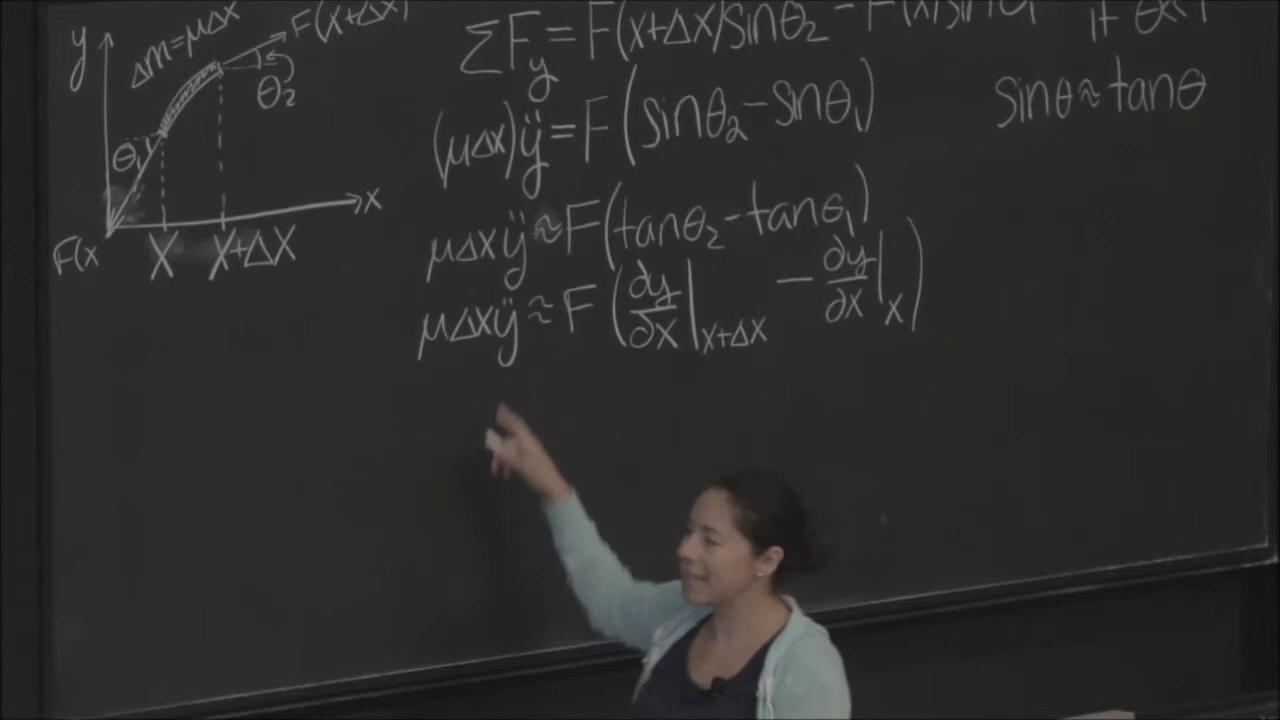 y
Δm=μΔx
F(x+Δx)
θ₂
θ₁
x
F(x
X X+ΔX
ΣF_y = F(x+Δx)sinθ₂ - F(x)sinθ₁ if θ<<1
(μΔx)ÿ = F(sinθ₂ - sinθ₁) sinθ ≈ tanθ
μΔxÿ ≈ F(tanθ₂ - tanθ₁)
μΔxÿ ≈ F(∂y/∂x|ₓ₊Δₓ - ∂y/∂x|ₓ)